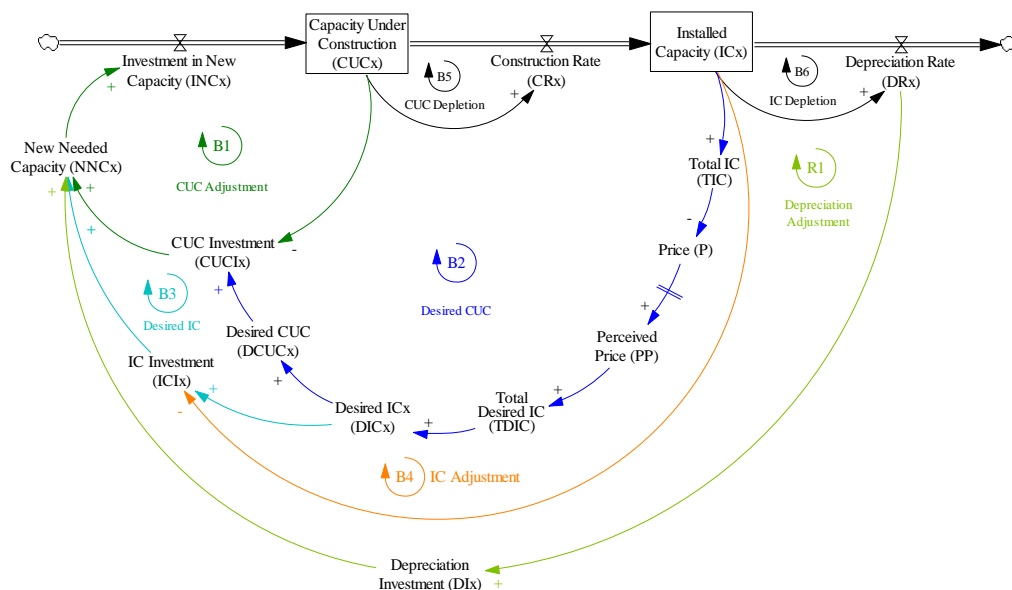 Capacity Under
Construction
(CUCx)
Installed
Capacity (ICx)
Investment in New
Capacity (INCx)
B5
CUC Depletion
Construction Rate
(CRx)
B6
IC Depletion
Depreciation Rate
(DRx)
+
+
+
New Needed
Capacity (NNCx)
B1
CUC Adjustment
+
Total IC
(TIC)
R1
Depreciation
Adjustment
+
+
+
-
CUC Investment
(CUCIx)
-
Price (P)
B2
Desired CUC
B3
Desired IC
+
+
Desired CUC
(DCUCx)
Perceived
Price (PP)
IC Investment
(ICIx)
+
+
+
-
Desired ICx
(DICx)
+
Total
Desired IC
(TDIC)
B4
IC Adjustment
Depreciation
Investment (DIx)
+